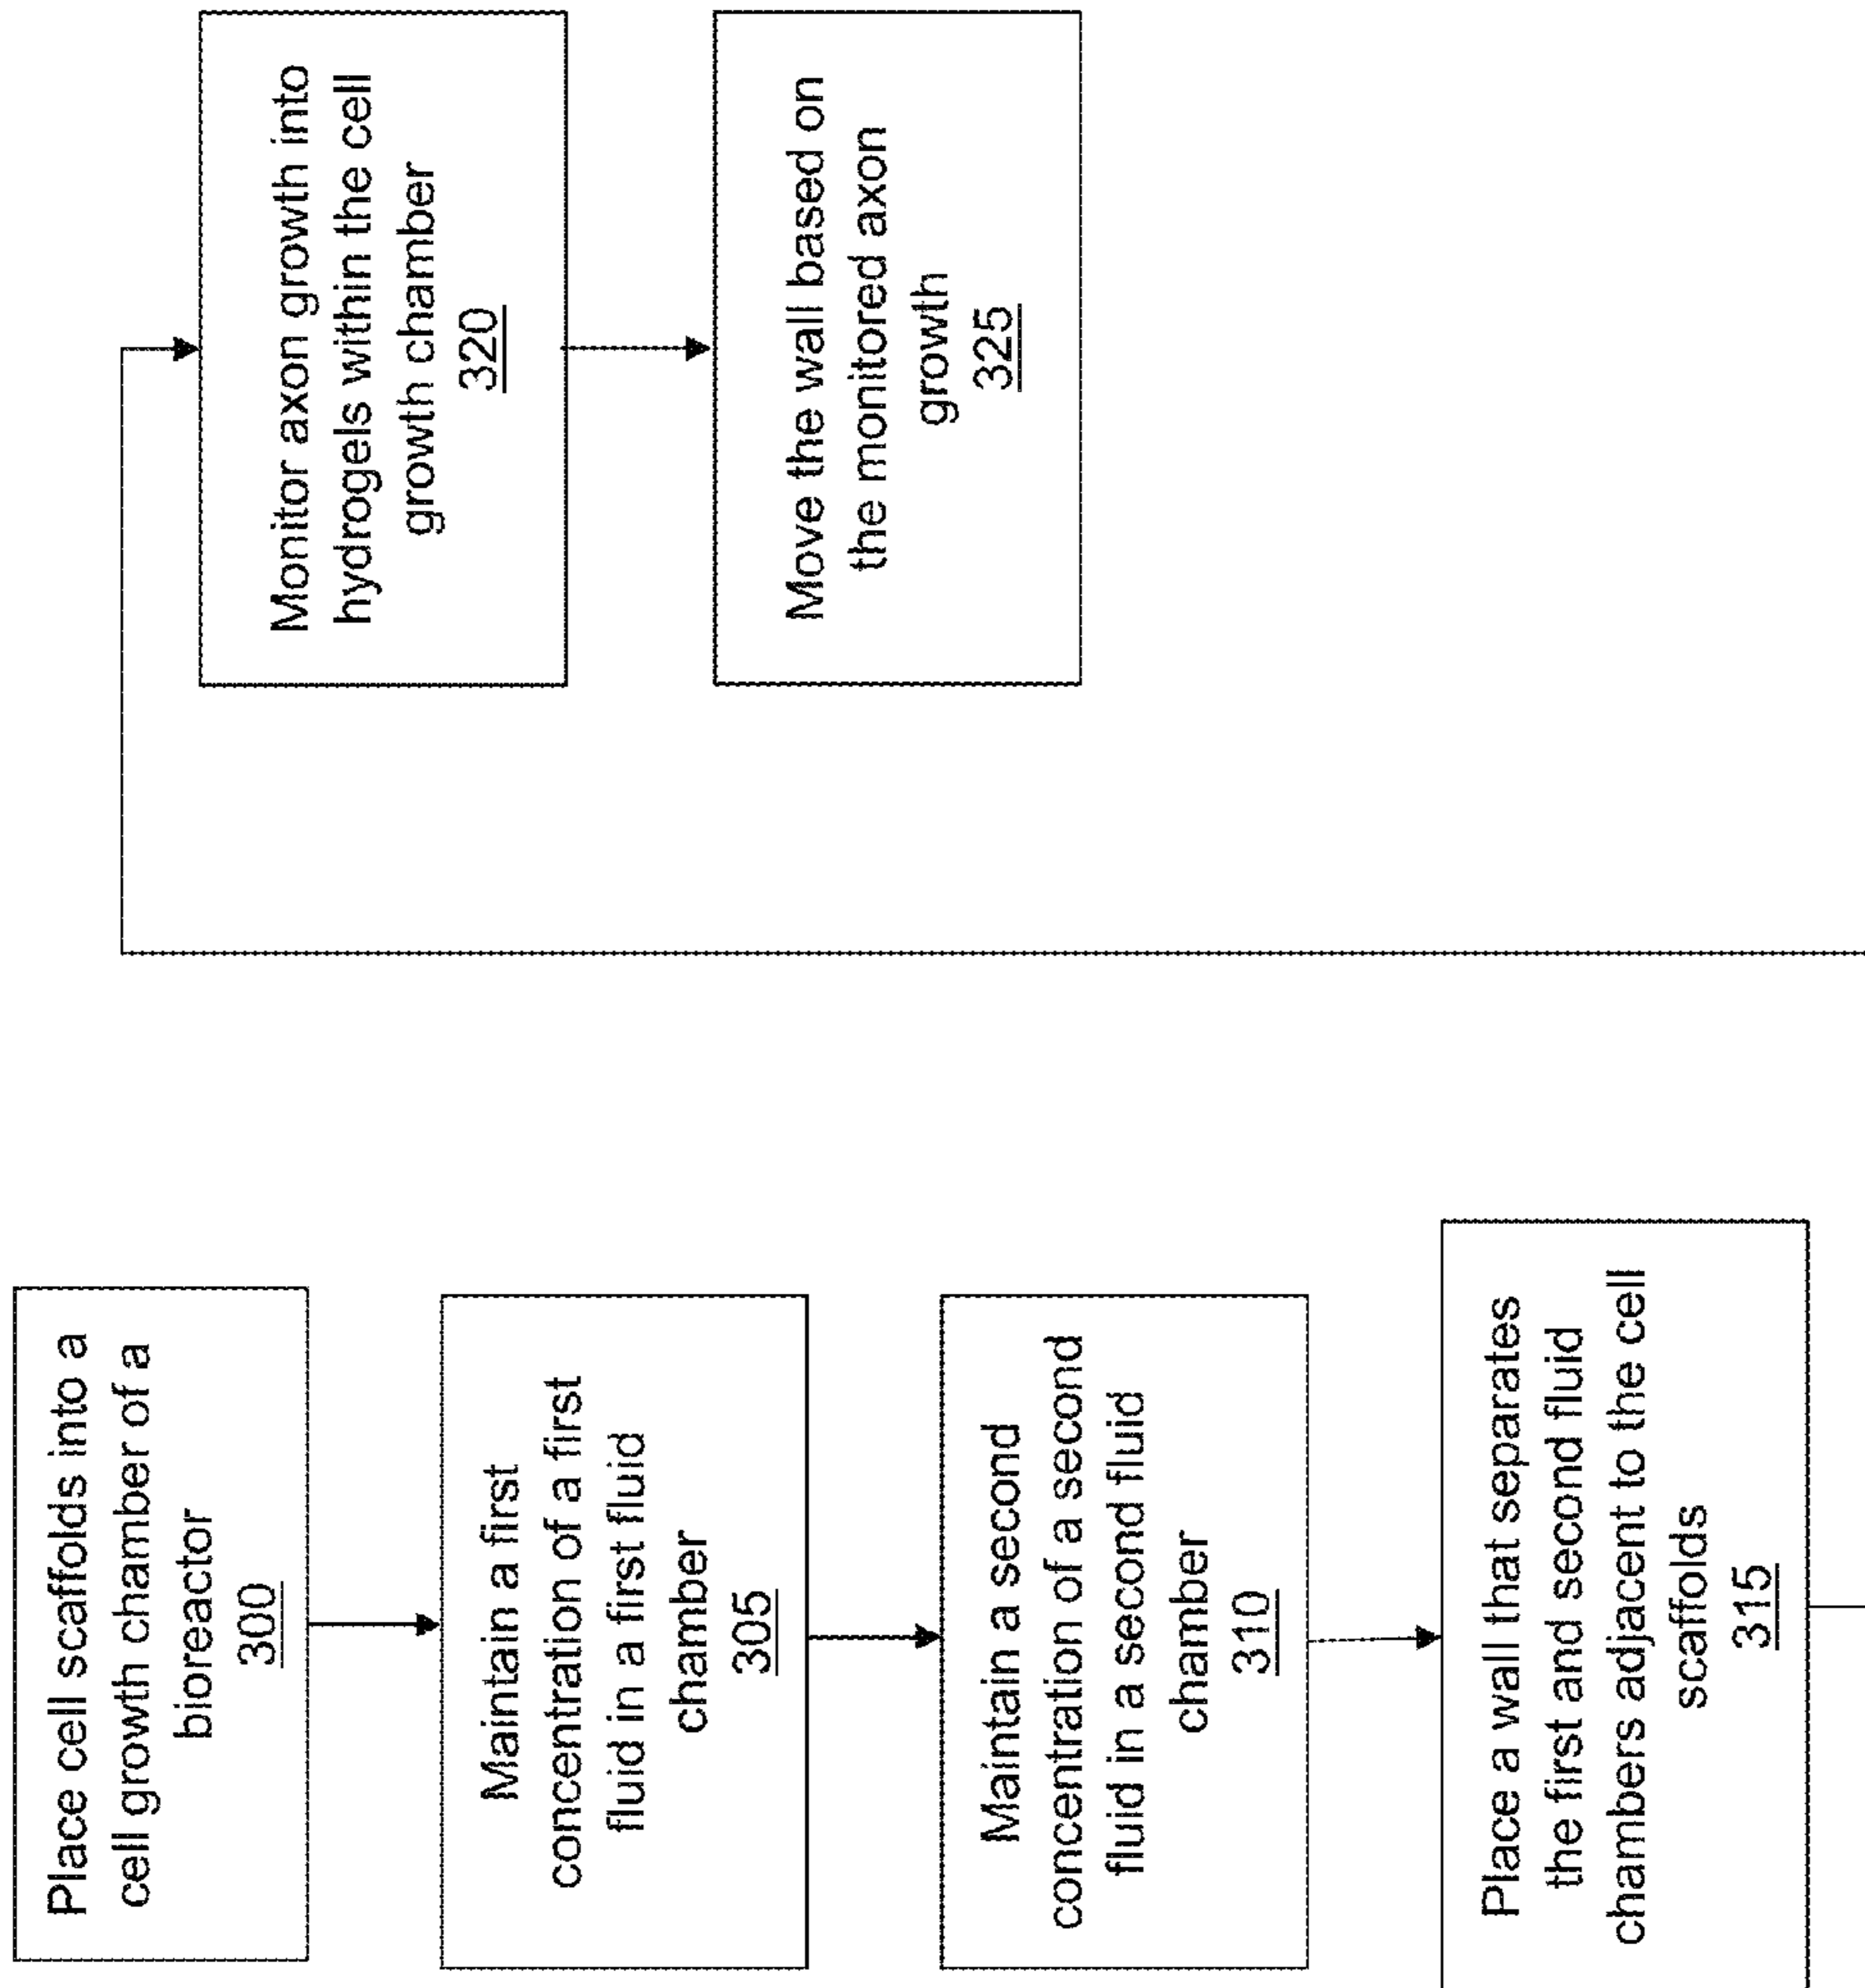 Place cell scaffolds into a
cell growth chamber of a
bioreactor
300
Maintain a first
concentration of a first
fluid in a first fluid
chamber
305
Maintain a second
concentration of a second
fluid in a second fluid
chamber
310
Place a wall that separates
the first and second fluid
chambers adjacent to the cell
scaffolds
315
Monitor axon growth into
hydrogels within the cell
growth chamber
320
Move the wall based on
the monitored axon
growth
325